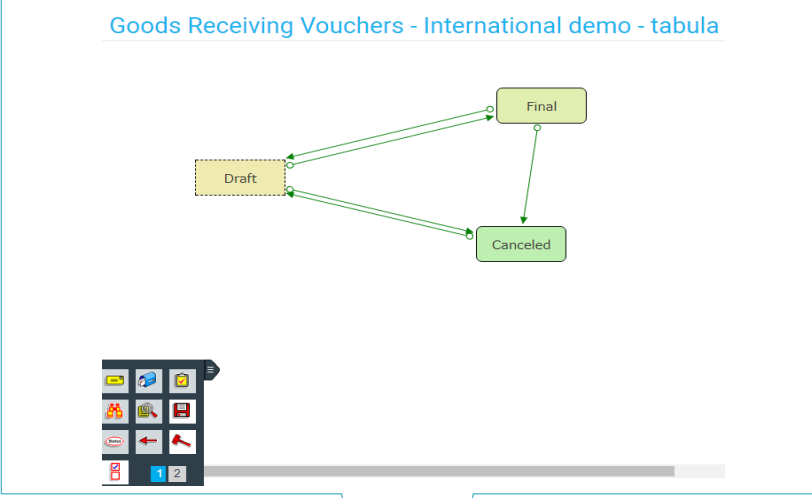 Goods Receiving Vouchers - International demo - tabula
Final
Draft
Canceled
Status
1 2